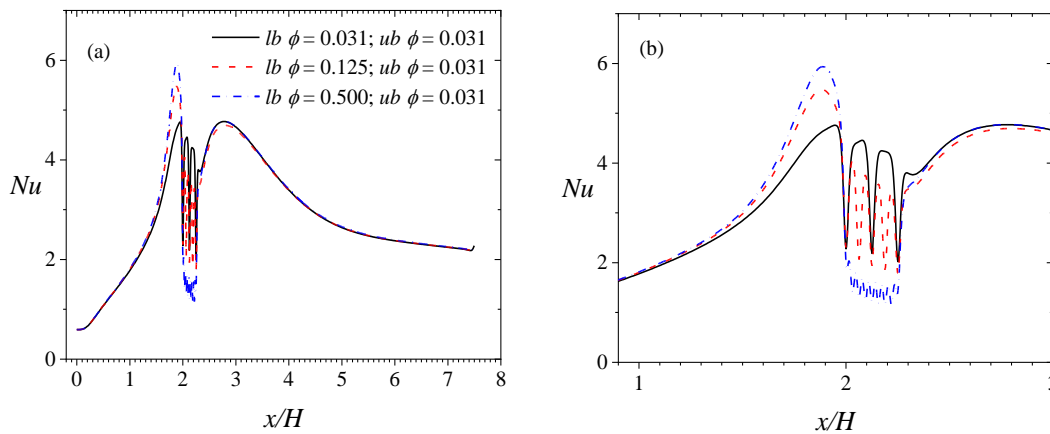 (a)
lb ϕ = 0.031; ub ϕ = 0.031
lb ϕ = 0.125; ub ϕ = 0.031
lb ϕ = 0.500; ub ϕ = 0.031
6
4
2
0
Nu
0 1 2 3 4 5 6 7 8
x/H
(b)
6
4
2
0
Nu
1 2 3
x/H